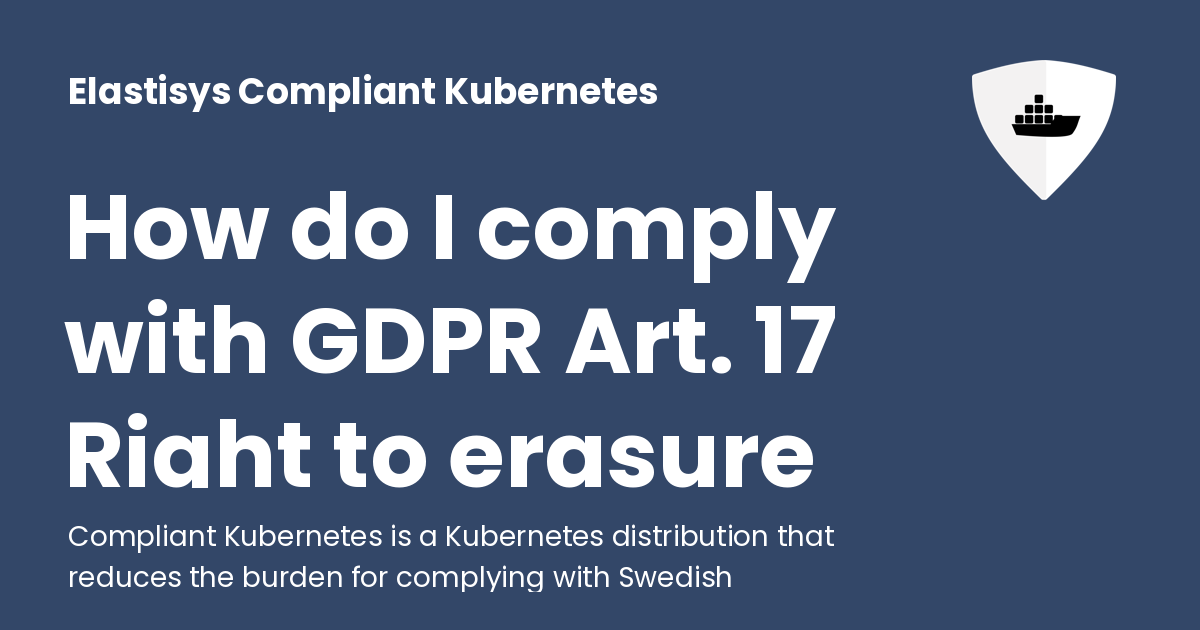 Elastisys Compliant Kubernetes
How do I comply
with GDPR Art. 17
Right to erasure
Compliant Kubernetes is a Kubernetes distribution that
reduces the burden for complying with Swedish